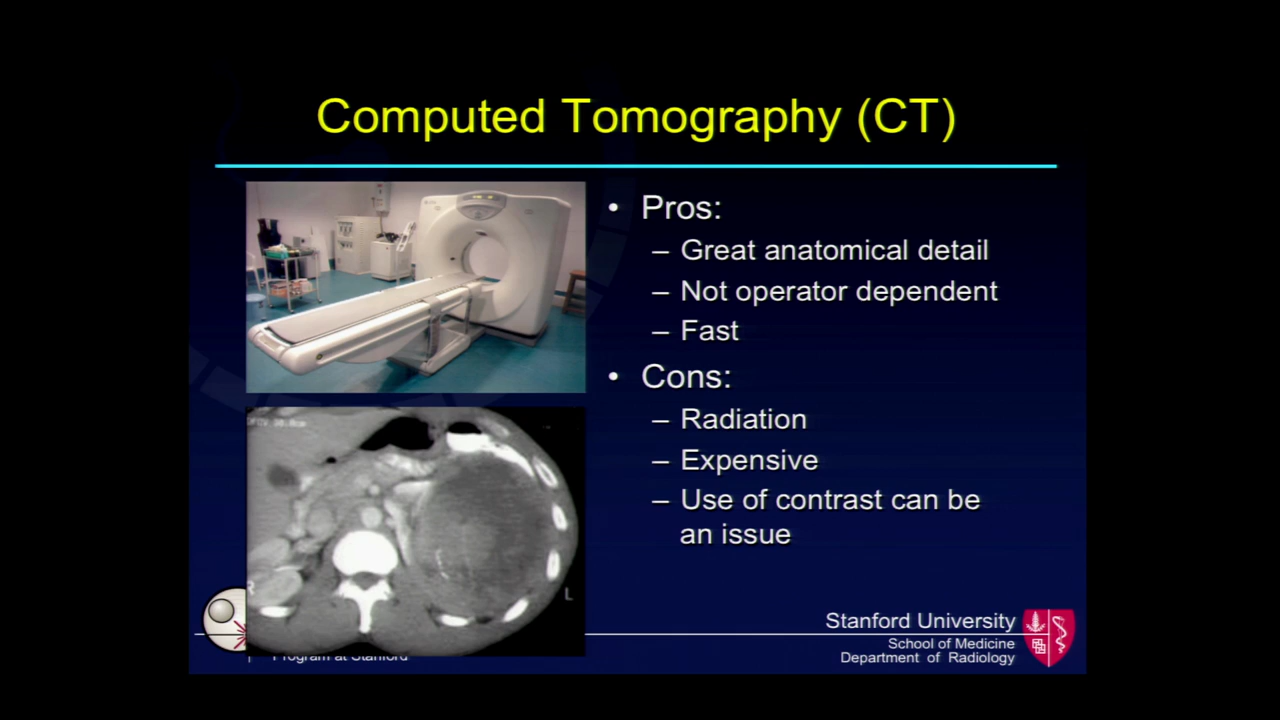 Computed Tomography (CT)
• Pros:
– Great anatomical detail
– Not operator dependent
– Fast
• Cons:
– Radiation
– Expensive
– Use of contrast can be
an issue
R
L
Program at Stanford
Stanford University
School of Medicine
Department of Radiology